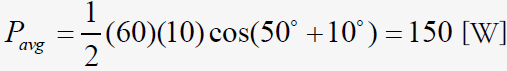 P_avg = 1/2 (60)(10) cos(50° + 10°) = 150 [W]